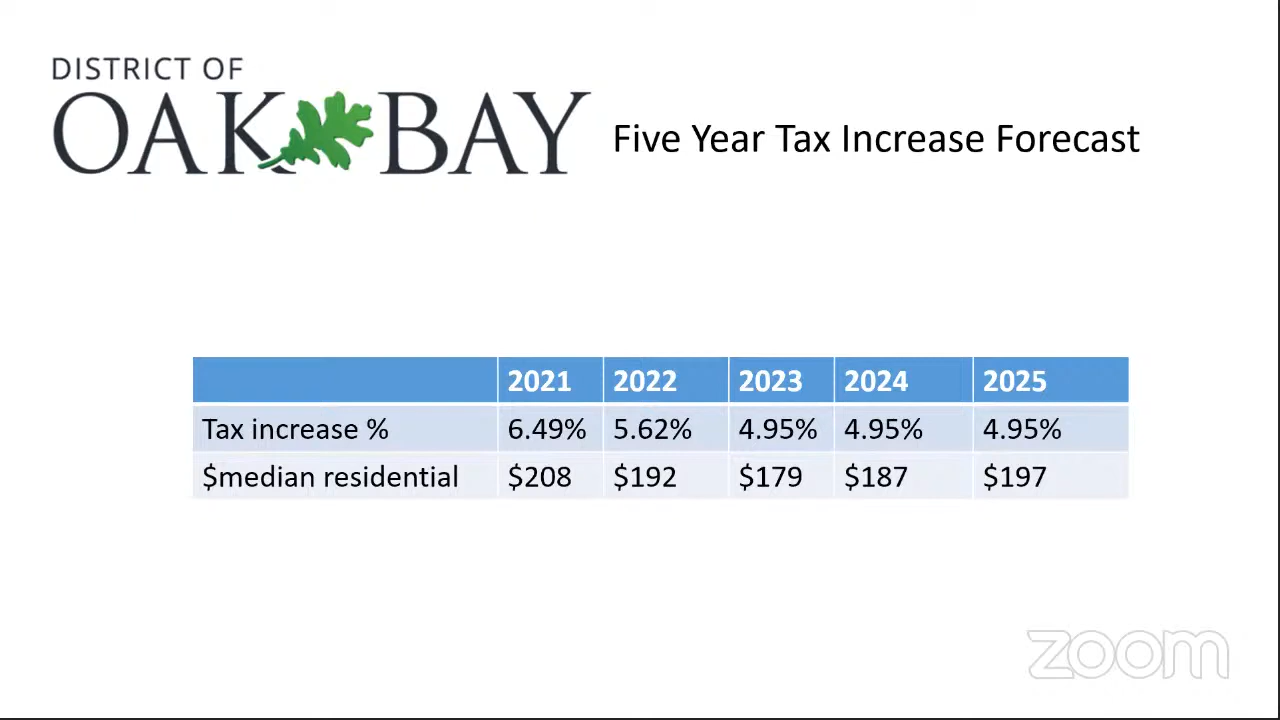 DISTRICT OF
OAK BAY
Five Year Tax Increase Forecast
2021 2022 2023 2024 2025
Tax increase % 6.49% 5.62% 4.95% 4.95% 4.95%
$median residential $208 $192 $179 $187 $197
zoom